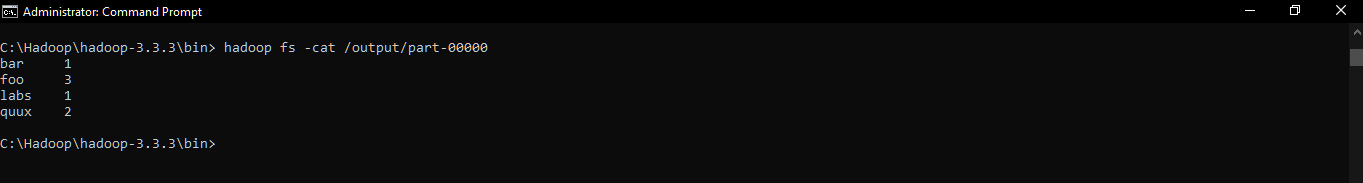 Administrator: Command Prompt
C:\Hadoop\hadoop-3.3.3\bin> hadoop fs -cat /output/part-00000
bar	1
foo	3
labs	1
quux	2
C:\Hadoop\hadoop-3.3.3\bin>